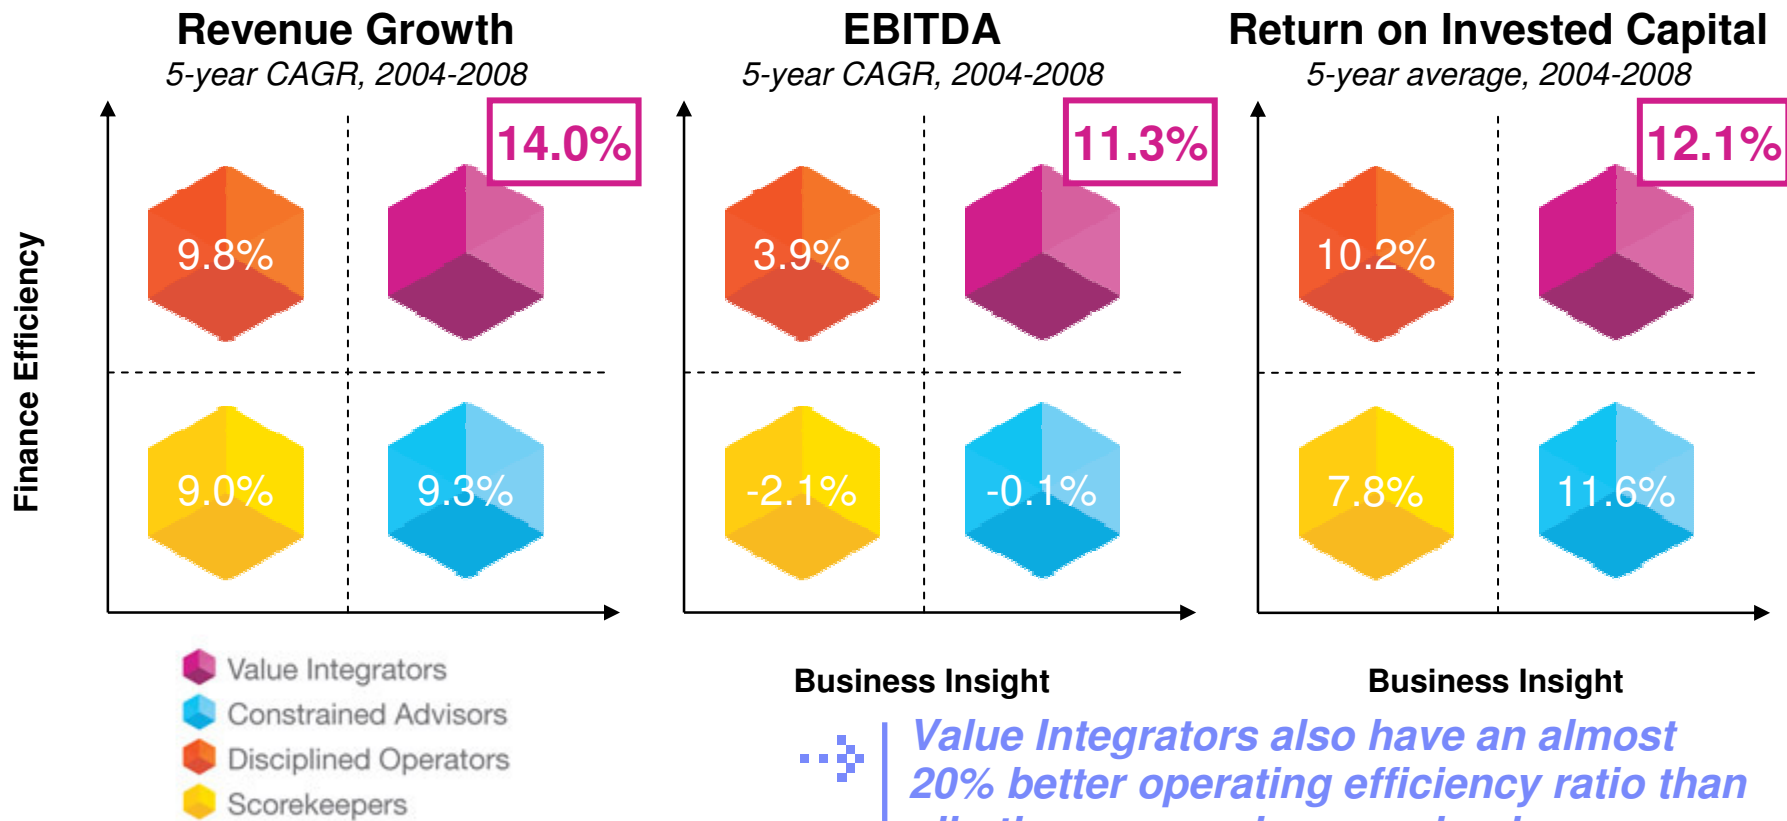 Revenue Growth
5-year CAGR, 2004-2008
EBITDA
5-year CAGR, 2004-2008
Return on Invested Capital
5-year average, 2004-2008
Finance Efficiency
14.0%
9.8%
9.0%
9.3%
11.3%
3.9%
-2.1%
-0.1%
12.1%
10.2%
7.8%
11.6%
Value Integrators
Constrained Advisors
Disciplined Operators
Scorekeepers
Business Insight
Business Insight
Value Integrators also have an almost
20% better operating efficiency ratio than